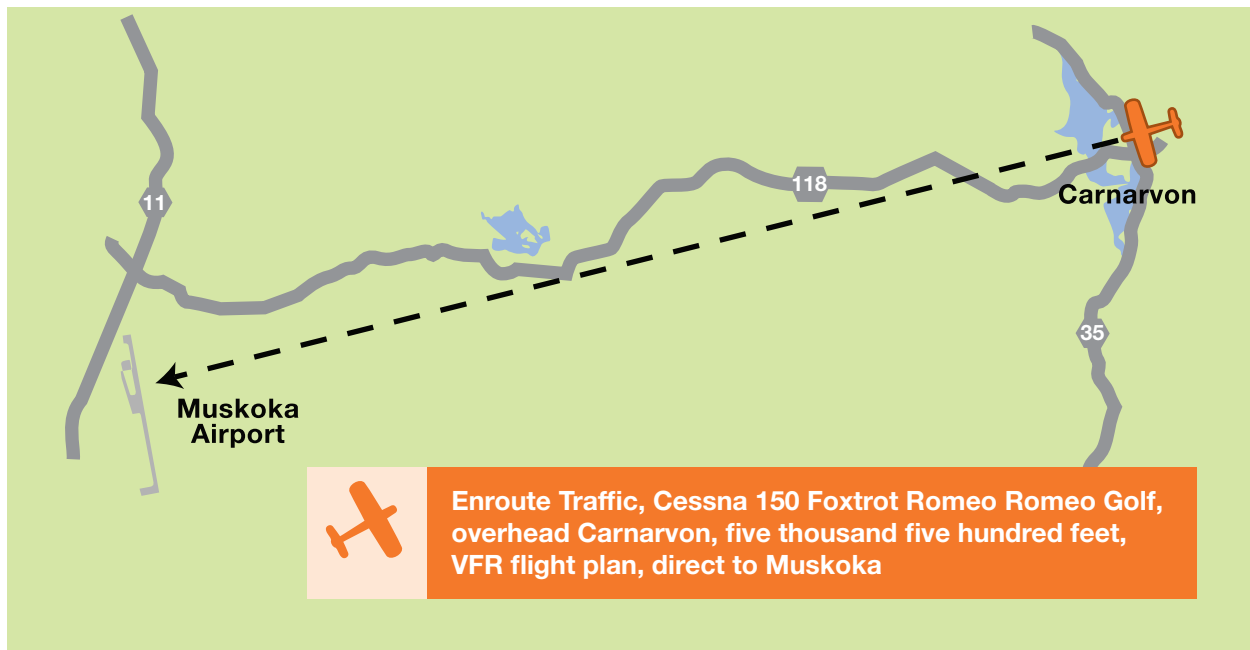 11
118
Carnarvon
35
Muskoka
Airport
Enroute Traffic, Cessna 150 Foxtrot Romeo Romeo Golf,
overhead Carnarvon, five thousand five hundred feet,
VFR flight plan, direct to Muskoka